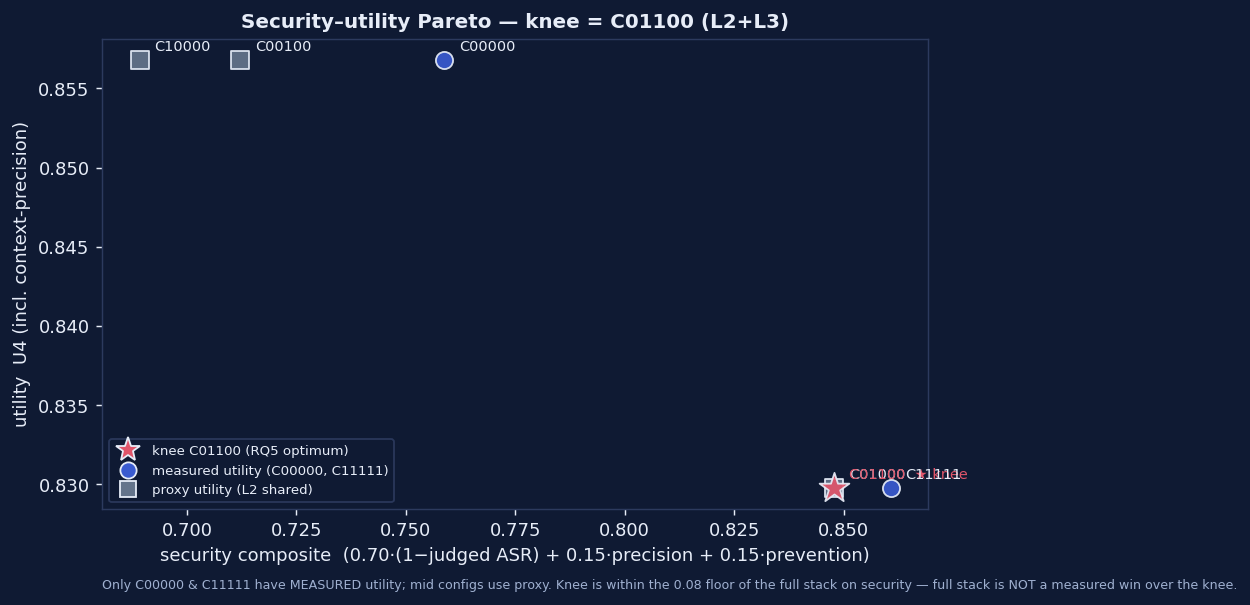 Security–utility Pareto — knee = C01100 (L2+L3)
C10000
C00100
C00000
0.855
0.850
0.845
0.840
0.835
0.830
utility U4 (incl. context-precision)
knee C01100 (RQ5 optimum)
measured utility (C00000, C11111)
proxy utility (L2 shared)
C11111
knee
0.700
0.725
0.750
0.775
0.800
0.825
0.850
security composite (0.70·(1−judged ASR) + 0.15·precision + 0.15·prevention)
Only C00000 & C11111 have MEASURED utility; mid configs use proxy. Knee is within the 0.08 floor of the full stack on security — full stack is NOT a measured win over the knee.